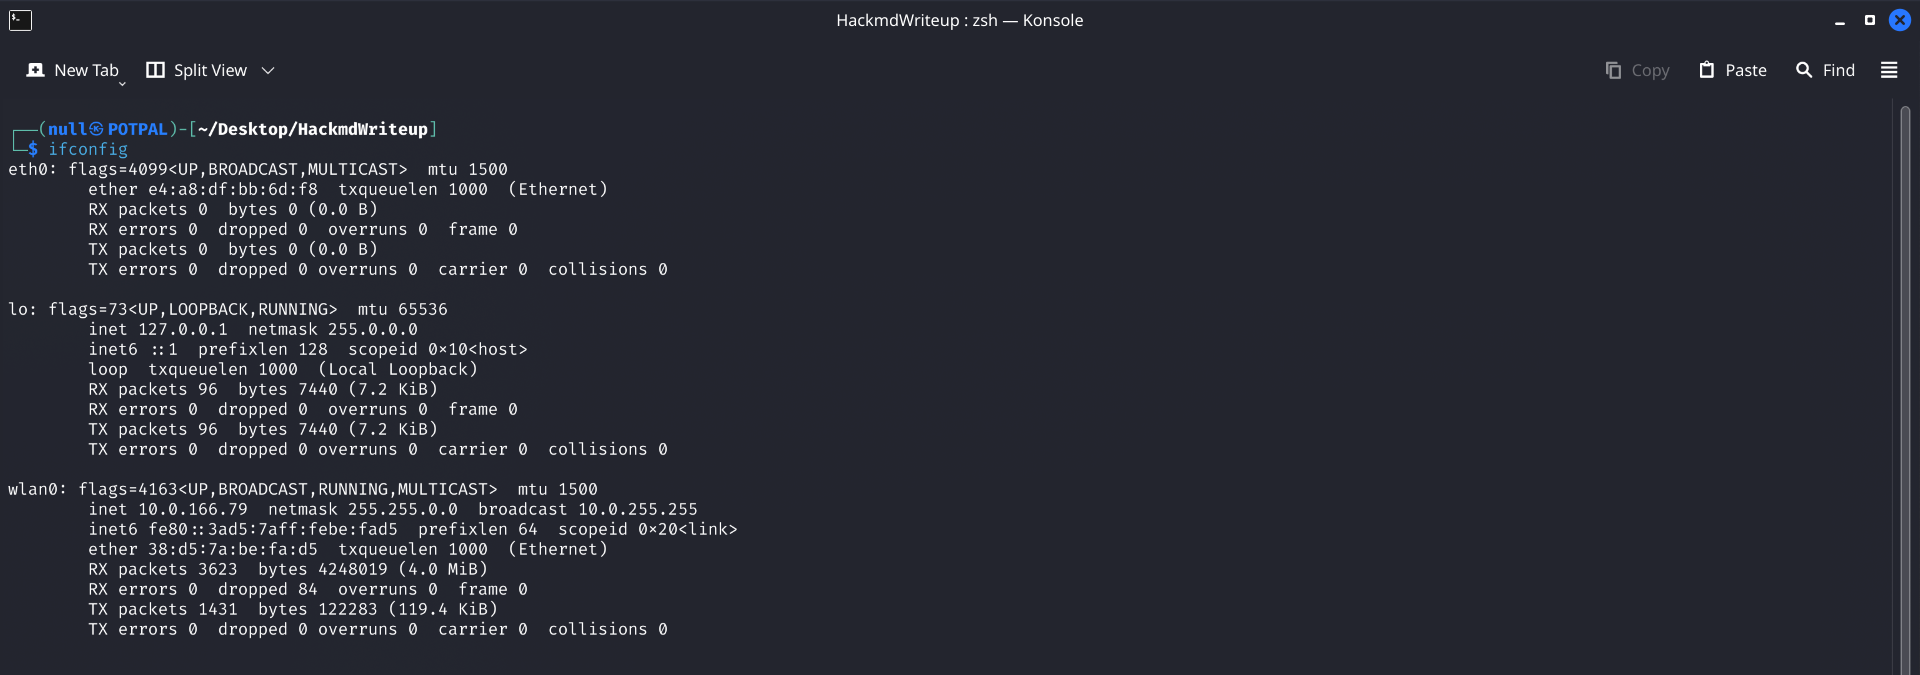 HackmdWriteup : zsh — Konsole
New Tab Split View Copy Paste Find
┌──(null㉿POTPAL)-[~/Desktop/HackmdWriteup]
└─$ ifconfig
eth0: flags=4099<UP,BROADCAST,MULTICAST>  mtu 1500
        ether e4:a8:df:bb:6d:f8  txqueuelen 1000  (Ethernet)
        RX packets 0  bytes 0 (0.0 B)
        RX errors 0  dropped 0  overruns 0  frame 0
        TX packets 0  bytes 0 (0.0 B)
        TX errors 0  dropped 0 overruns 0  carrier 0  collisions 0

lo: flags=73<UP,LOOPBACK,RUNNING>  mtu 65536
        inet 127.0.0.1  netmask 255.0.0.0
        inet6 ::1  prefixlen 128  scopeid 0x10<host>
        loop  txqueuelen 1000  (Local Loopback)
        RX packets 96  bytes 7440 (7.2 KiB)
        RX errors 0  dropped 0  overruns 0  frame 0
        TX packets 96  bytes 7440 (7.2 KiB)
        TX errors 0  dropped 0 overruns 0  carrier 0  collisions 0

wlan0: flags=4163<UP,BROADCAST,RUNNING,MULTICAST>  mtu 1500
        inet 10.0.166.79  netmask 255.255.0.0  broadcast 10.0.255.255
        inet6 fe80::3ad5:7aff:febe:fad5  prefixlen 64  scopeid 0x20<link>
        ether 38:d5:7a:be:fa:d5  txqueuelen 1000  (Ethernet)
        RX packets 3623  bytes 4248019 (4.0 MiB)
        RX errors 0  dropped 84  overruns 0  frame 0
        TX packets 1431  bytes 122283 (119.4 KiB)
        TX errors 0  dropped 0 overruns 0  carrier 0  collisions 0